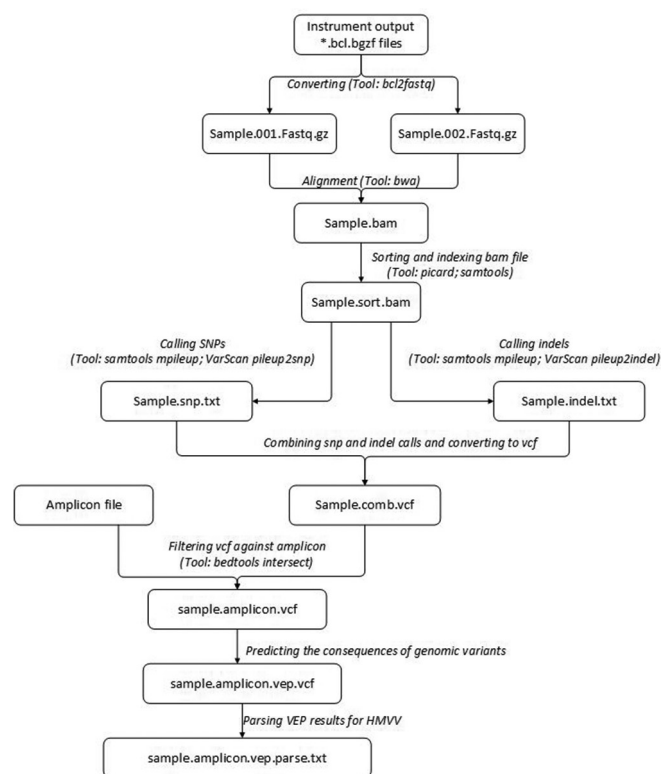 Instrument output
*.bcl.bgzf files
Converting (Tool: bcl2fastq)
Sample.001.Fastq.gz
Sample.002.Fastq.gz
Alignment (Tool: bwa)
Sample.bam
Sorting and indexing bam file
(Tool: picard; samtools)
Sample.sort.bam
Calling SNPs
(Tool: samtools mpileup; VarScan pileup2snp)
Calling indels
(Tool: samtools mpileup; VarScan pileup2indel)
Sample.snp.txt
Sample.indel.txt
Combining snp and indel calls and converting to vcf
Amplicon file
Sample.comb.vcf
Filtering vcf against amplicon
(Tool: bedtools intersect)
sample.amplicon.vcf
Predicting the consequences of genomic variants
sample.amplicon.vep.vcf
Parsing VEP results for HMVV
sample.amplicon.vep.parse.txt